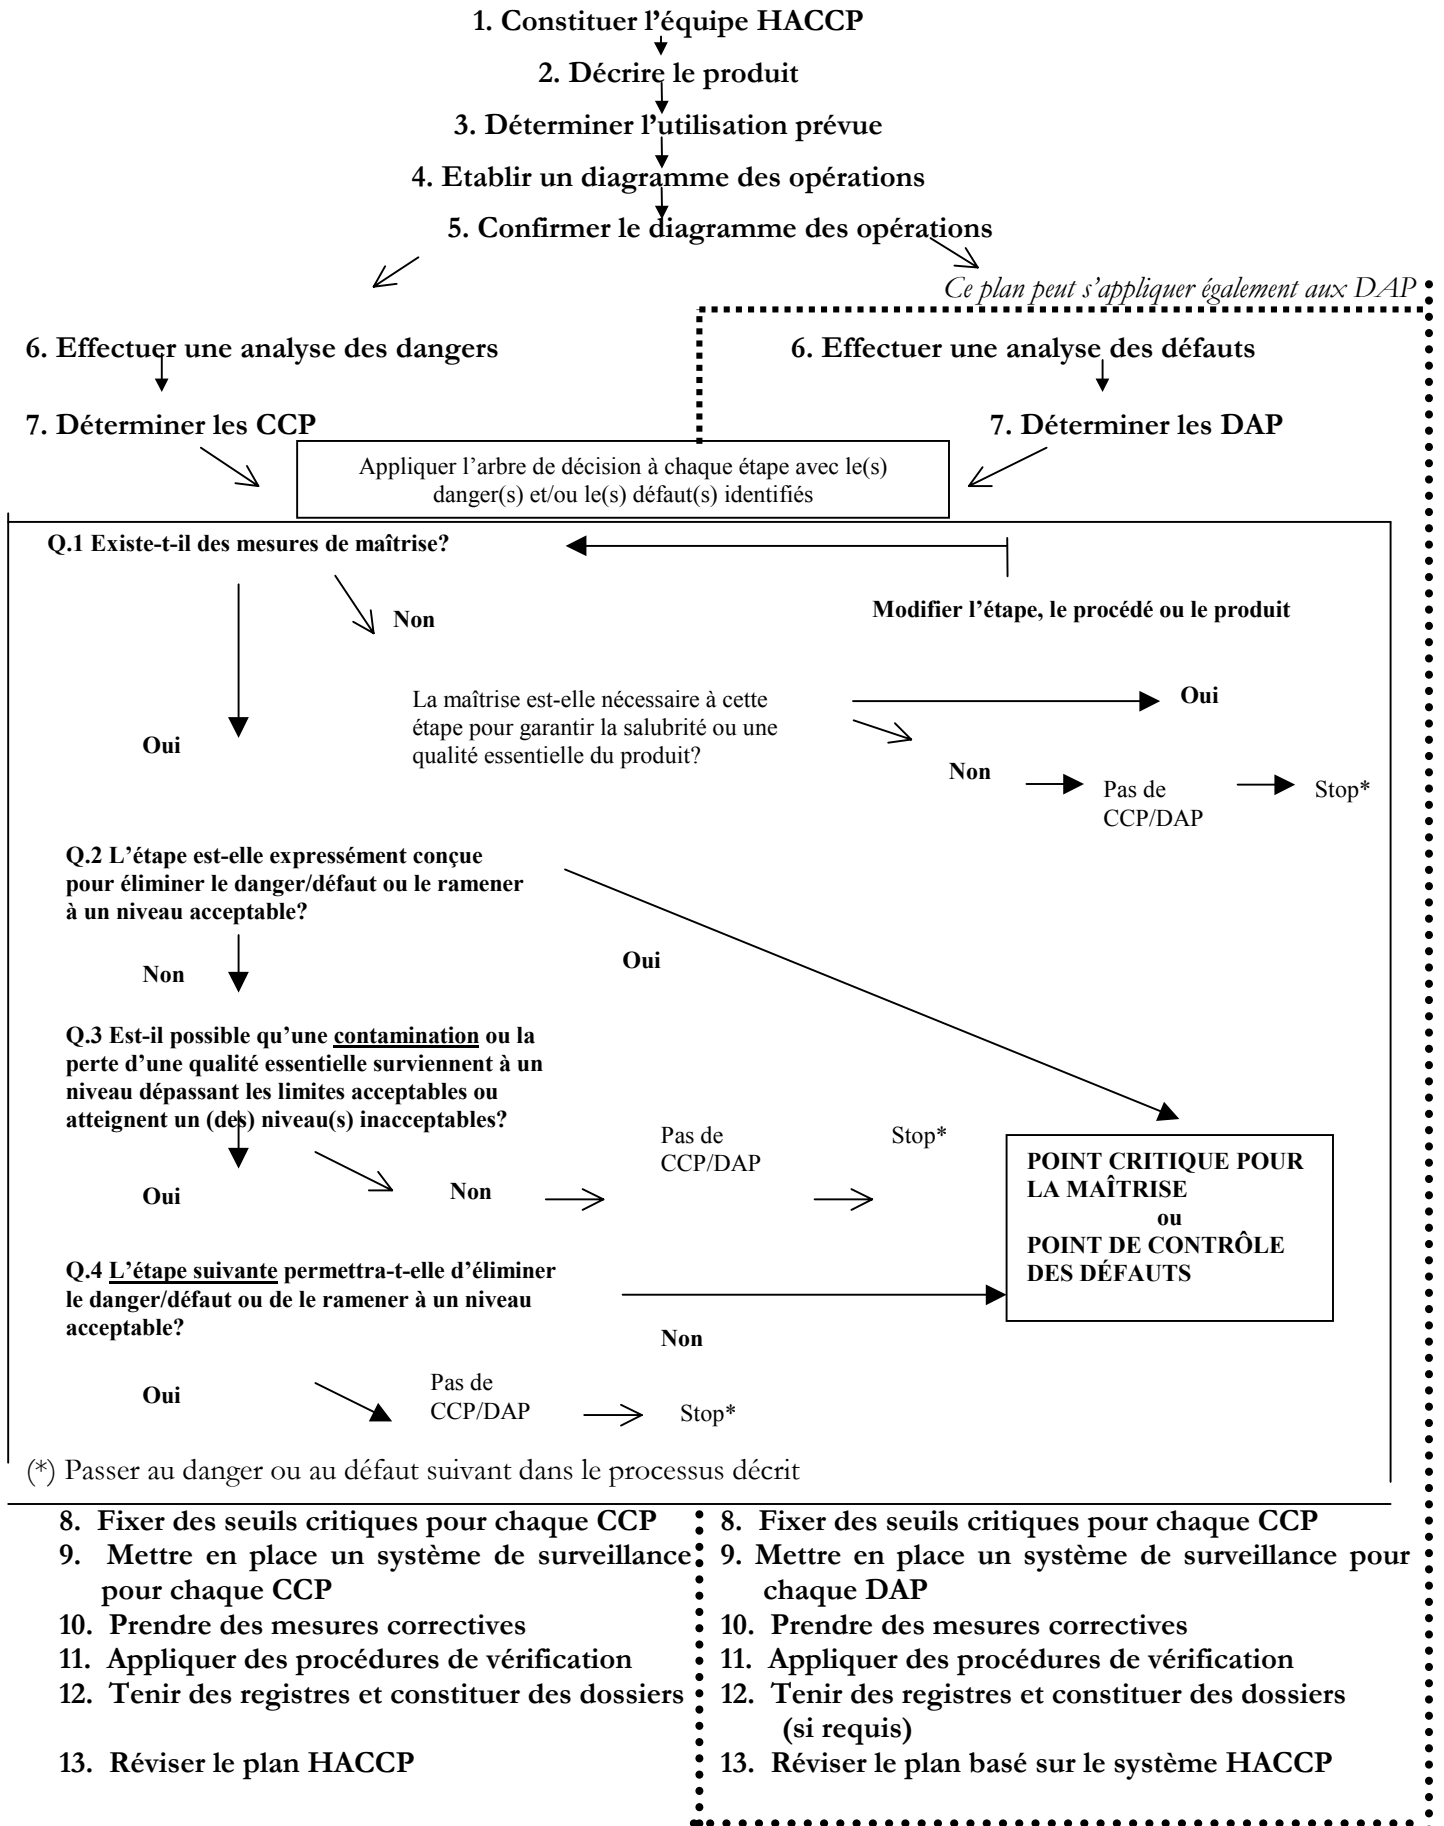 1. Constituer l'équipe HACCP
2. Décrire le produit
3. Déterminer l'utilisation prévue
4. Etablir un diagramme des opérations
5. Confirmer le diagramme des opérations
Ce plan peut s'appliquer également aux DAP
6. Effectuer une analyse des dangers
6. Effectuer une analyse des défauts
7. Déterminer les CCP
7. Déterminer les DAP
Appliquer l'arbre de décision à chaque étape avec le(s)
danger(s) et/ou le(s) défaut(s) identifiés
Q.1 Existe-t-il des mesures de maîtrise?
Non
Modifier l'étape, le procédé ou le produit
La maîtrise est-elle nécessaire à cette
étape pour garantir la salubrité ou une
qualité essentielle du produit?
Oui
Oui
Non
Pas de
CCP/DAP
Stop*
Q.2 L'étape est-elle expressément conçue
pour éliminer le danger/défaut ou le ramener
à un niveau acceptable?
Oui
Non
Q.3 Est-il possible qu'une contamination ou la
perte d'une qualité essentielle surviennent à un
niveau dépassant les limites acceptables ou
atteignent un (des) niveau(s) inacceptables?
Pas de
CCP/DAP
Stop*
Oui
Non
POINT CRITIQUE POUR
LA MAÎTRISE
ou
POINT DE CONTRÔLE
DES DÉFAUTS
Q.4 L'étape suivante permettra-t-elle d'éliminer
le danger/défaut ou de le ramener à un niveau
acceptable?
Non
Oui
Pas de
CCP/DAP
Stop*
(*) Passer au danger ou au défaut suivant dans le processus décrit
8. Fixer des seuils critiques pour chaque CCP
9. Mettre en place un système de surveillance
pour chaque CCP
10. Prendre des mesures correctives
11. Appliquer des procédures de vérification
12. Tenir des registres et constituer des dossiers
13. Réviser le plan HACCP
8. Fixer des seuils critiques pour chaque CCP
9. Mettre en place un système de surveillance pour
chaque DAP
10. Prendre des mesures correctives
11. Appliquer des procédures de vérification
12. Tenir des registres et constituer des dossiers
(si requis)
13. Réviser le plan basé sur le système HACCP